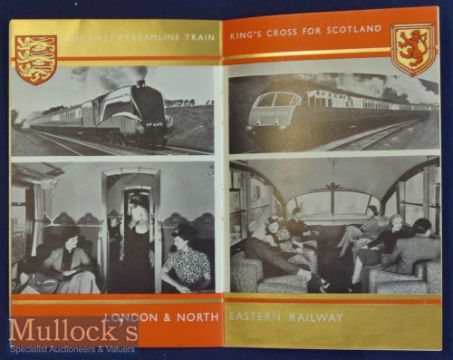 THE FIRST STREAMLINE TRAIN
KING'S CROSS FOR SCOTLAND
LONDON & NORTH EASTERN RAILWAY
Mullock's
Specialist Auctioneers & Valuers